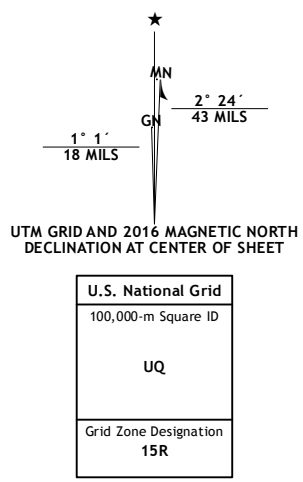 MN
GN
2° 24´
43 MILS
1° 1´
18 MILS
UTM GRID AND 2016 MAGNETIC NORTH
DECLINATION AT CENTER OF SHEET
U.S. National Grid
100,000-m Square ID
UQ
Grid Zone Designation
15R